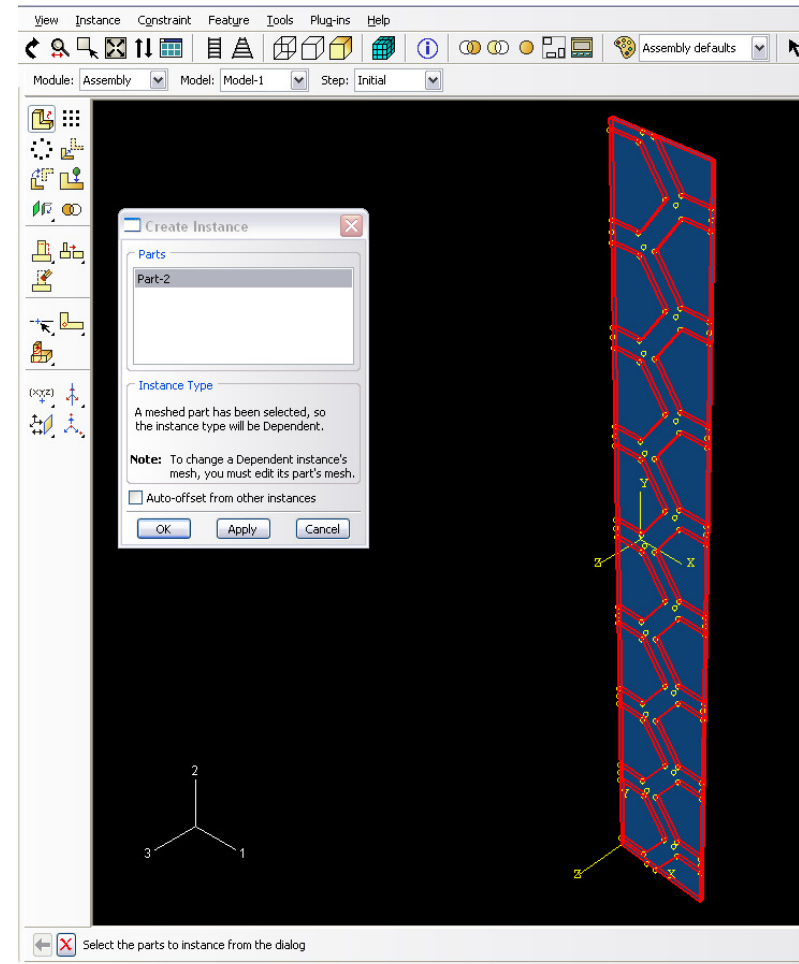 View Instance Constraint Feature Tools Plug-ins Help
Assembly defaults
Module: Assembly Model: Model-1 Step: Initial
Create Instance
Parts
Part-2
Instance Type
A meshed part has been selected, so
the instance type will be Dependent.
Note: To change a Dependent instance's
mesh, you must edit its part's mesh.
Auto-offset from other instances
OK Apply Cancel
(XYZ)
Y
Z X
2
3 1
Y
Z X
Select the parts to instance from the dialog